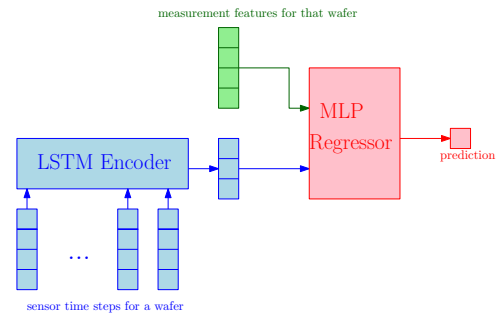 measurement features for that wafer
MLP
Regressor
LSTM Encoder
prediction
...
sensor time steps for a wafer